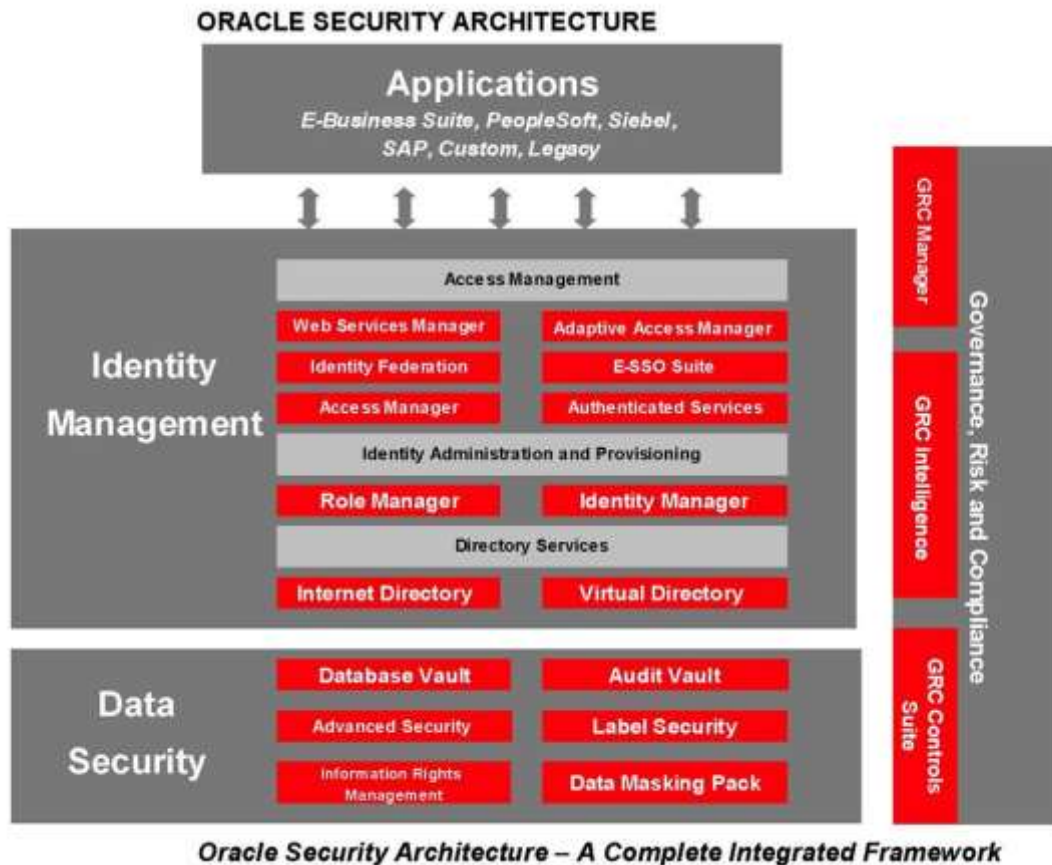 ORACLE SECURITY ARCHITECTURE
Applications
E-Business Suite, PeopleSoft, Siebel,
SAP, Custom, Legacy
Identity
Management
Access Management
Web Services Manager
Adaptive Access Manager
Identity Federation
E-SSO Suite
Access Manager
Authenticated Services
Identity Administration and Provisioning
Role Manager
Identity Manager
Directory Services
Internet Directory
Virtual Directory
Data
Security
Database Vault
Audit Vault
Advanced Security
Label Security
Information Rights
Management
Data Masking Pack
GRC Manager
GRC Intelligence
GRC Controls
Suite
Governance, Risk and Compliance
Oracle Security Architecture – A Complete Integrated Framework